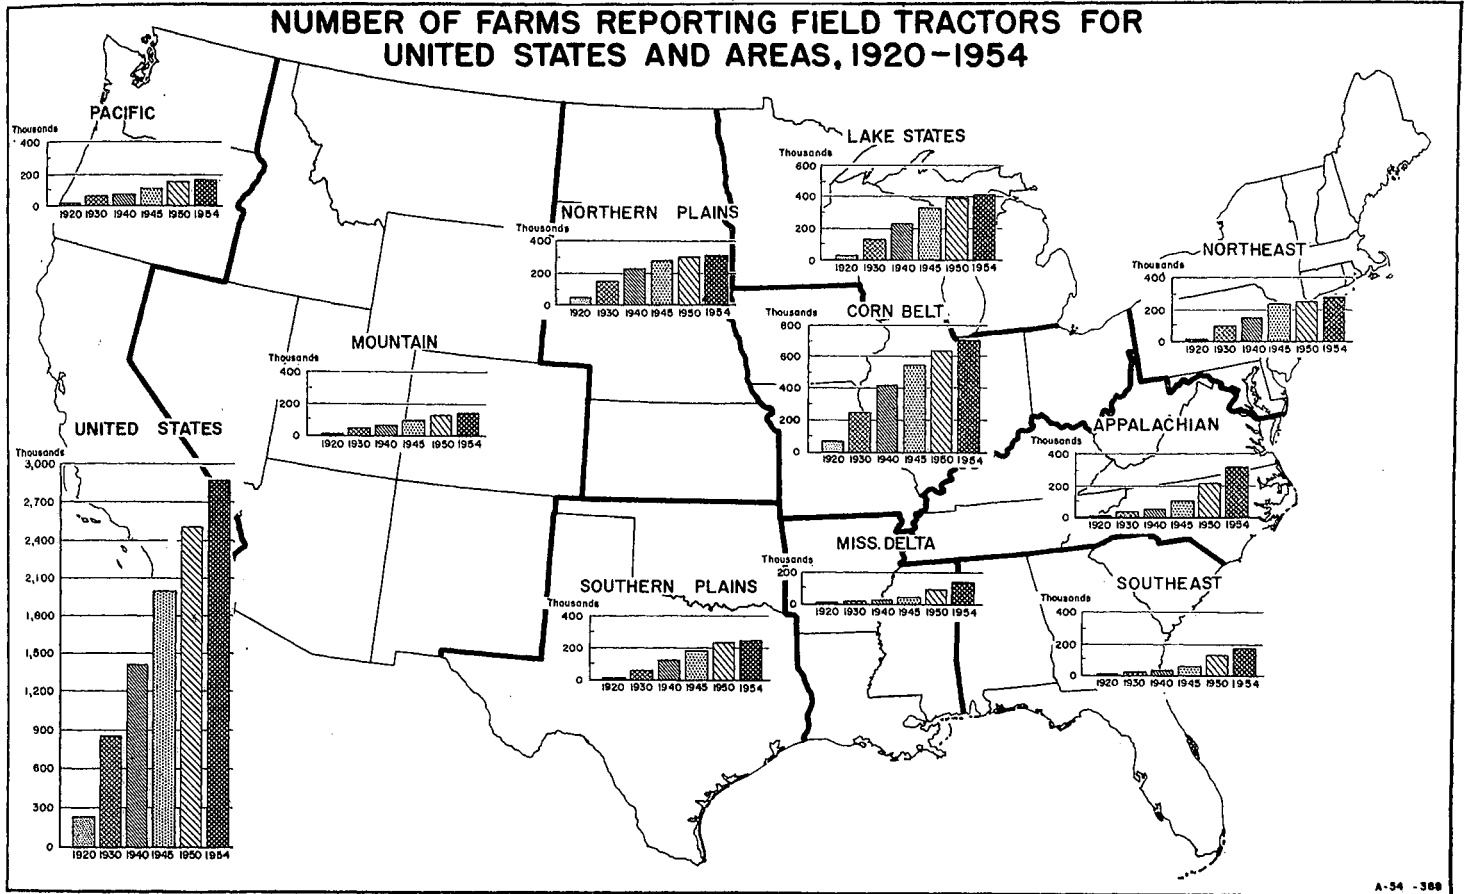 NUMBER OF FARMS REPORTING FIELD TRACTORS FOR
UNITED STATES AND AREAS, 1920-1954
PACIFIC
Thousands
400
200
0
1920 1930 1940 1945 1950 1954
LAKE STATES
Thousands
600
400
200
0
1920 1930 1940 1945 1950 1954
NORTHERN PLAINS
Thousands
400
200
0
1920 1930 1940 1945 1950 1954
NORTHEAST
Thousands
400
200
0
1920 1930 1940 1945 1950 1954
CORN BELT
Thousands
800
600
400
200
0
1920 1930 1940 1945 1950 1954
MOUNTAIN
Thousands
400
200
0
1920 1930 1940 1945 1950 1954
APPALACHIAN
Thousands
400
200
0
1920 1930 1940 1945 1950 1954
UNITED STATES
Thousands
3,000
2,700
2,400
2,100
1,800
1,500
1,200
900
600
300
0
1920 1930 1940 1945 1950 1954
MISS. DELTA
Thousands
200
0
1920 1930 1940 1945 1950 1954
SOUTHERN PLAINS
Thousands
400
200
0
1920 1930 1940 1945 1950 1954
SOUTHEAST
Thousands
400
200
0
1920 1930 1940 1945 1950 1954
A-54 -388